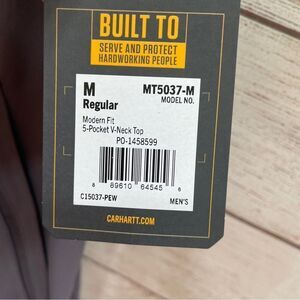 BUILT TO
SERVE AND PROTECT
HARDWORKING PEOPLE
M
Regular
MT5037-M
MODEL NO.
Modern Fit
5-Pocket V-Neck Top
PO-1458599
8 89610 64545 6
C15037-PEW
MEN'S
CARHARTT.COM